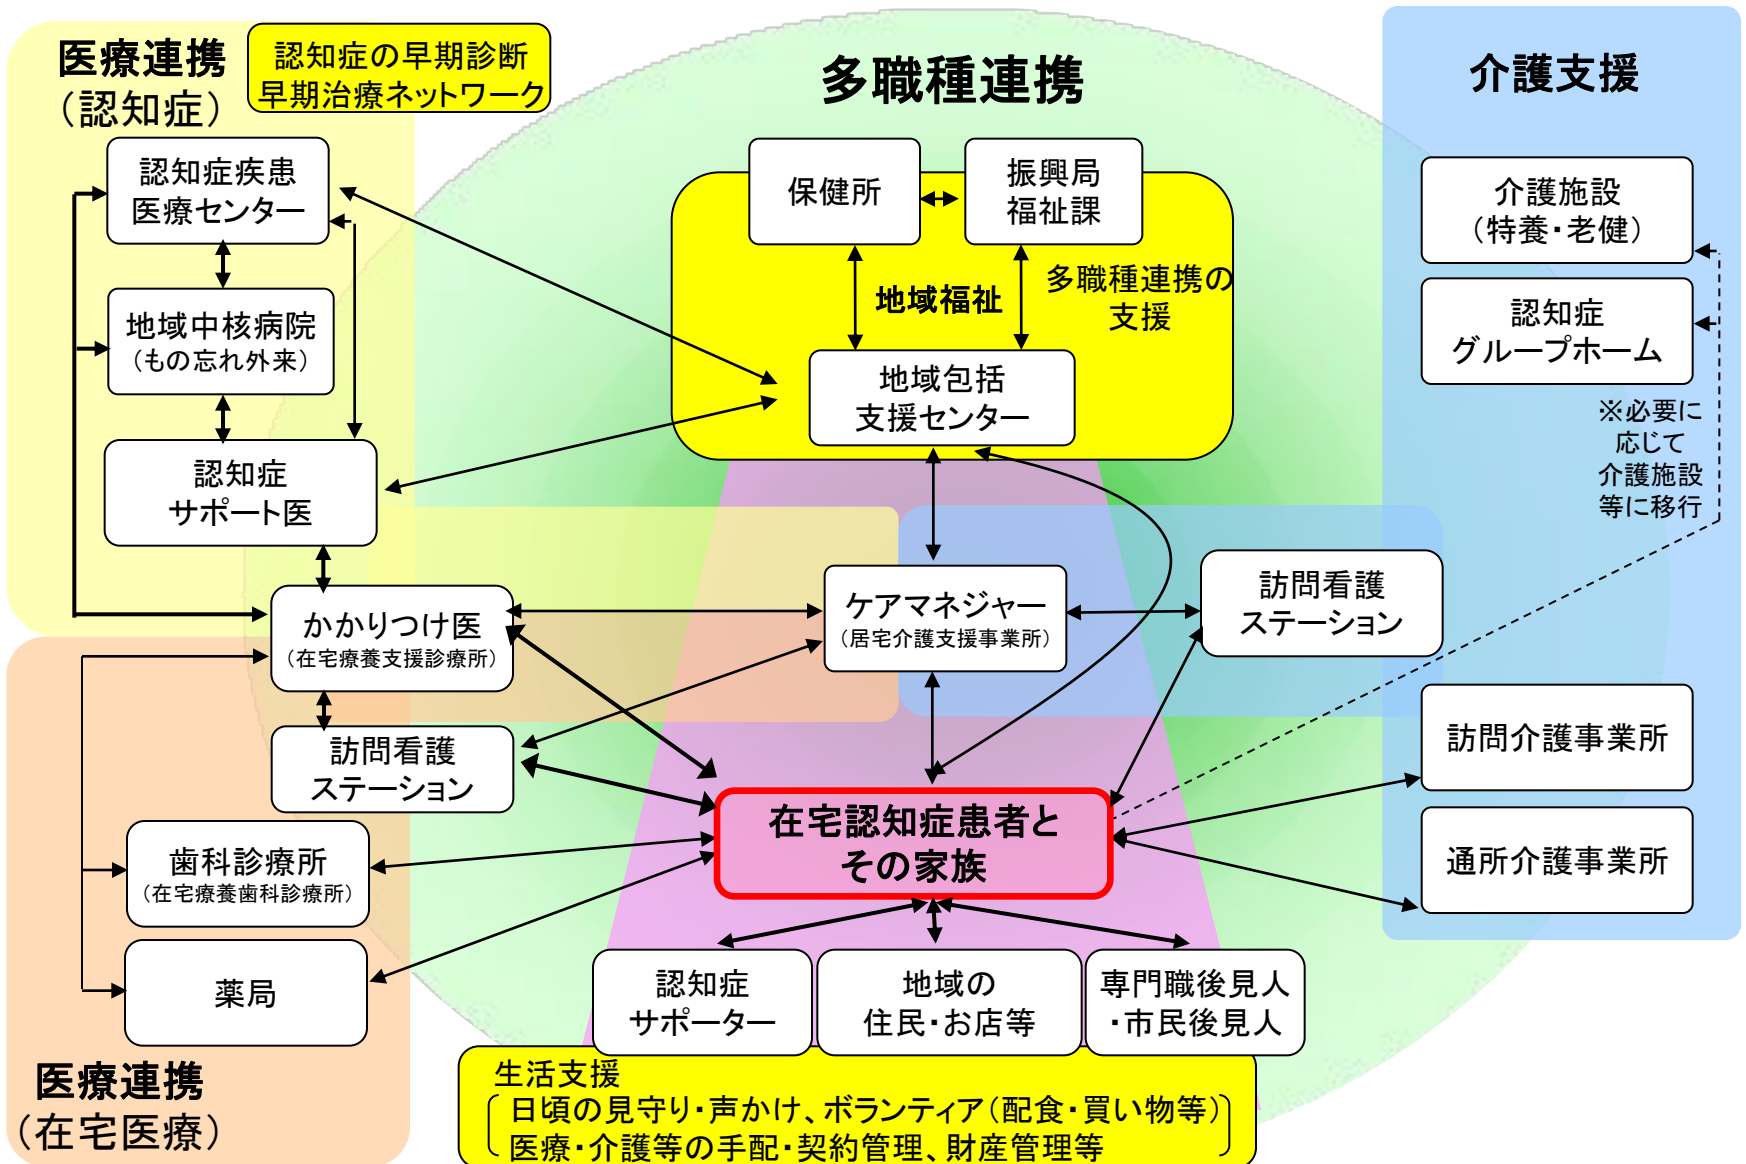 医療連携
（認知症）
認知症の早期診断
早期治療ネットワーク
認知症疾患
医療センター
地域中核病院
（もの忘れ外来）
認知症
サポート医
かかりつけ医
（在宅療養支援診療所）
訪問看護
ステーション
歯科診療所
（在宅療養歯科診療所）
薬局
医療連携
（在宅医療）
多職種連携
保健所
振興局
福祉課
地域福祉
多職種連携の
支援
地域包括
支援センター
ケアマネジャー
（居宅介護支援事業所）
在宅認知症患者と
その家族
認知症
サポーター
地域の
住民・お店等
専門職後見人
・市民後見人
生活支援
日頃の見守り・声かけ、ボランティア（配食・買い物等）
医療・介護等の手配・契約管理、財産管理等
介護支援
介護施設
（特養・老健）
認知症
グループホーム
※必要に
応じて
介護施設
等に移行
訪問看護
ステーション
訪問介護事業所
通所介護事業所